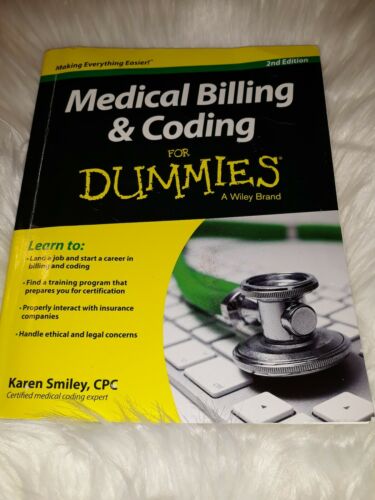 Making Everything Easier!™
2nd Edition
Medical Billing
& Coding
FOR
DUMMIES®
A Wiley Brand
Learn to:
• Land a job and start a career in
billing and coding
• Find a training program that
prepares you for certification
• Properly interact with insurance
companies
• Handle ethical and legal concerns
Karen Smiley, CPC
Certified medical coding expert